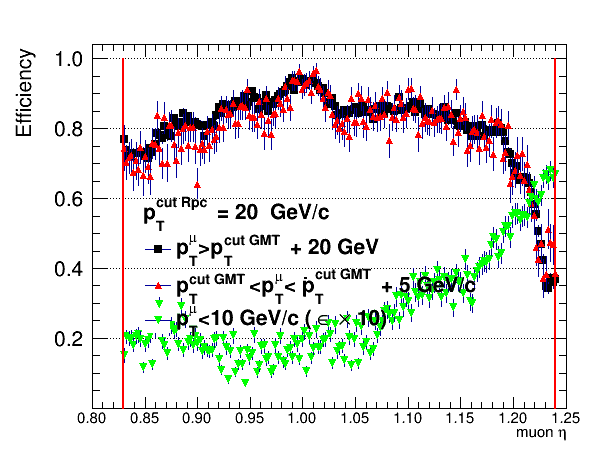 Efficiency
1.0
0.8
0.6
0.4
0.2
p_T^cut Rpc = 20 GeV/c
p_T^μ>p_T^cut GMT + 20 GeV
p_T^cut GMT <p_T^μ< p_T^cut GMT + 5 GeV/c
p_T^μ<10 GeV/c ( ∈ × 10)
0.80 0.85 0.90 0.95 1.00 1.05 1.10 1.15 1.20 1.25
muon η